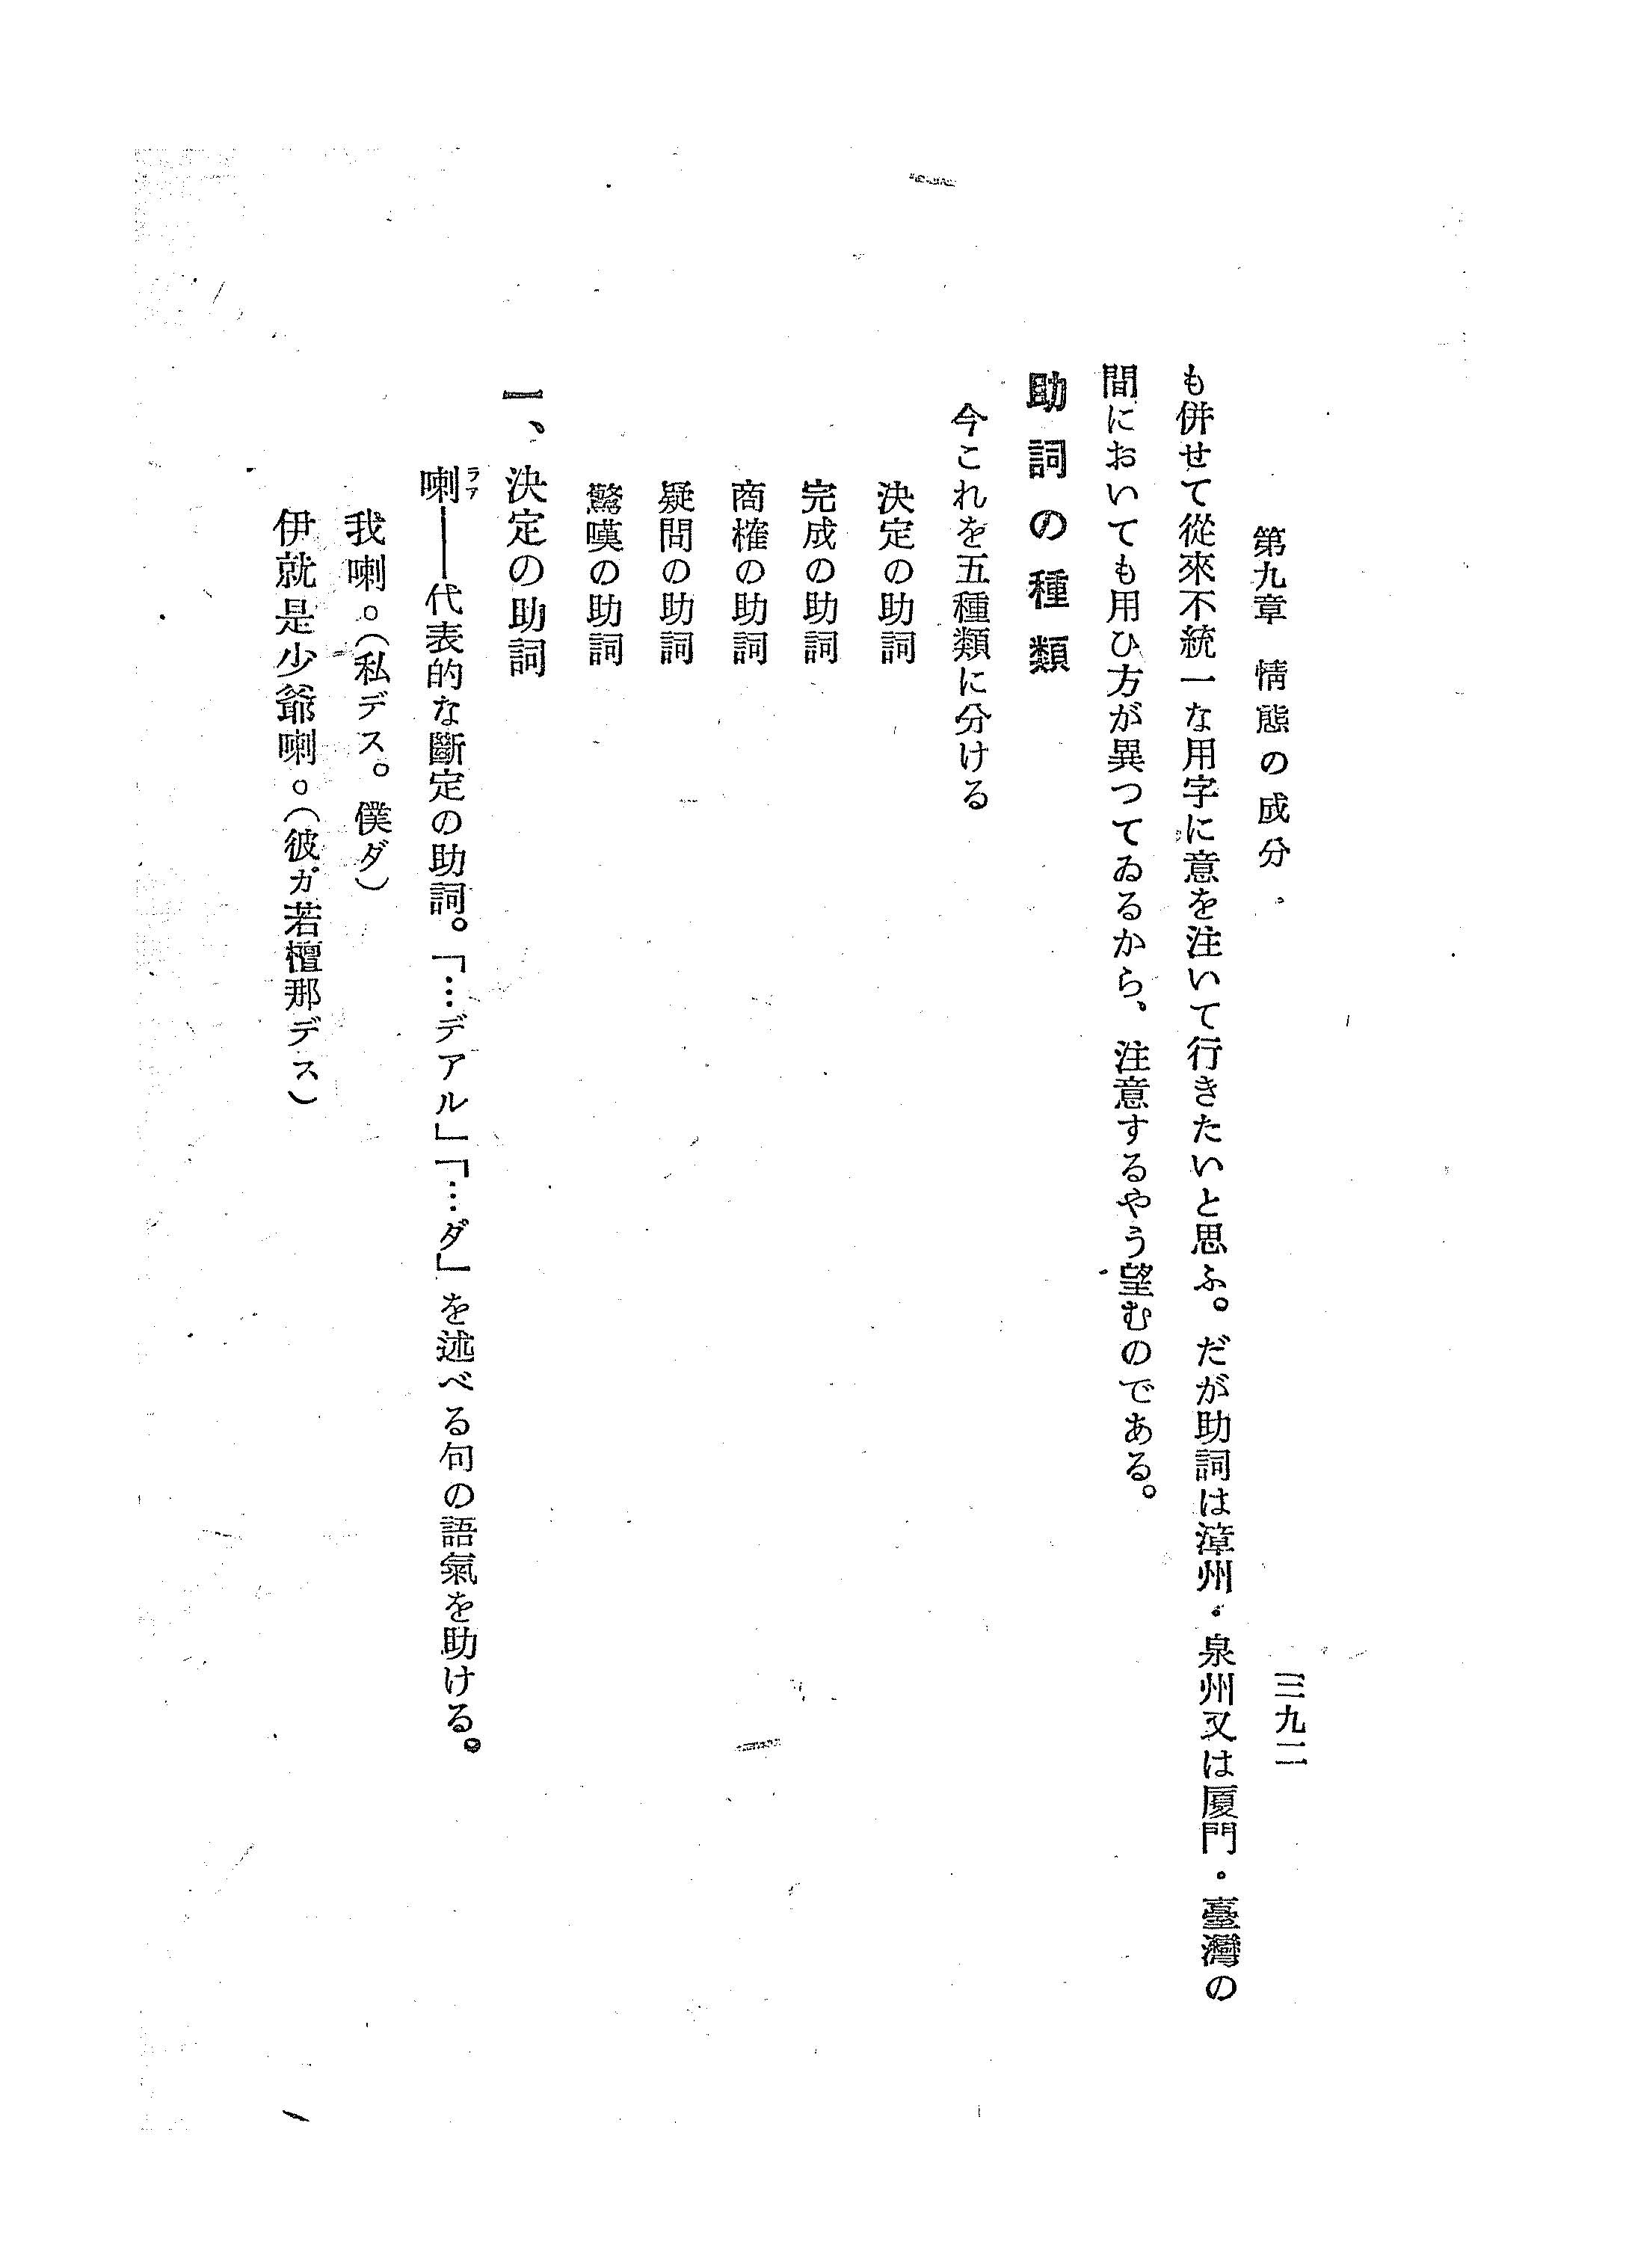 第九章 情態の成分
三九二
も併せて從來不統一な用字に意を注いて行きたいと思ふ。だが助詞は漳州・泉州又は厦門・臺灣の
間においても用ひ方が異つてゐるから、注意するやう望むのである。
助詞の種類
今これを五種類に分ける
決定の助詞
完成の助詞
商榷の助詞
疑問の助詞
驚嘆の助詞
一、決定の助詞
喇ラア――代表的な斷定の助詞。「…デアル」「…ダ」を述べる句の語氣を助ける。
我喇。(私デス。僕ダ)
伊就是少爺喇。(彼ガ若檀那デス)